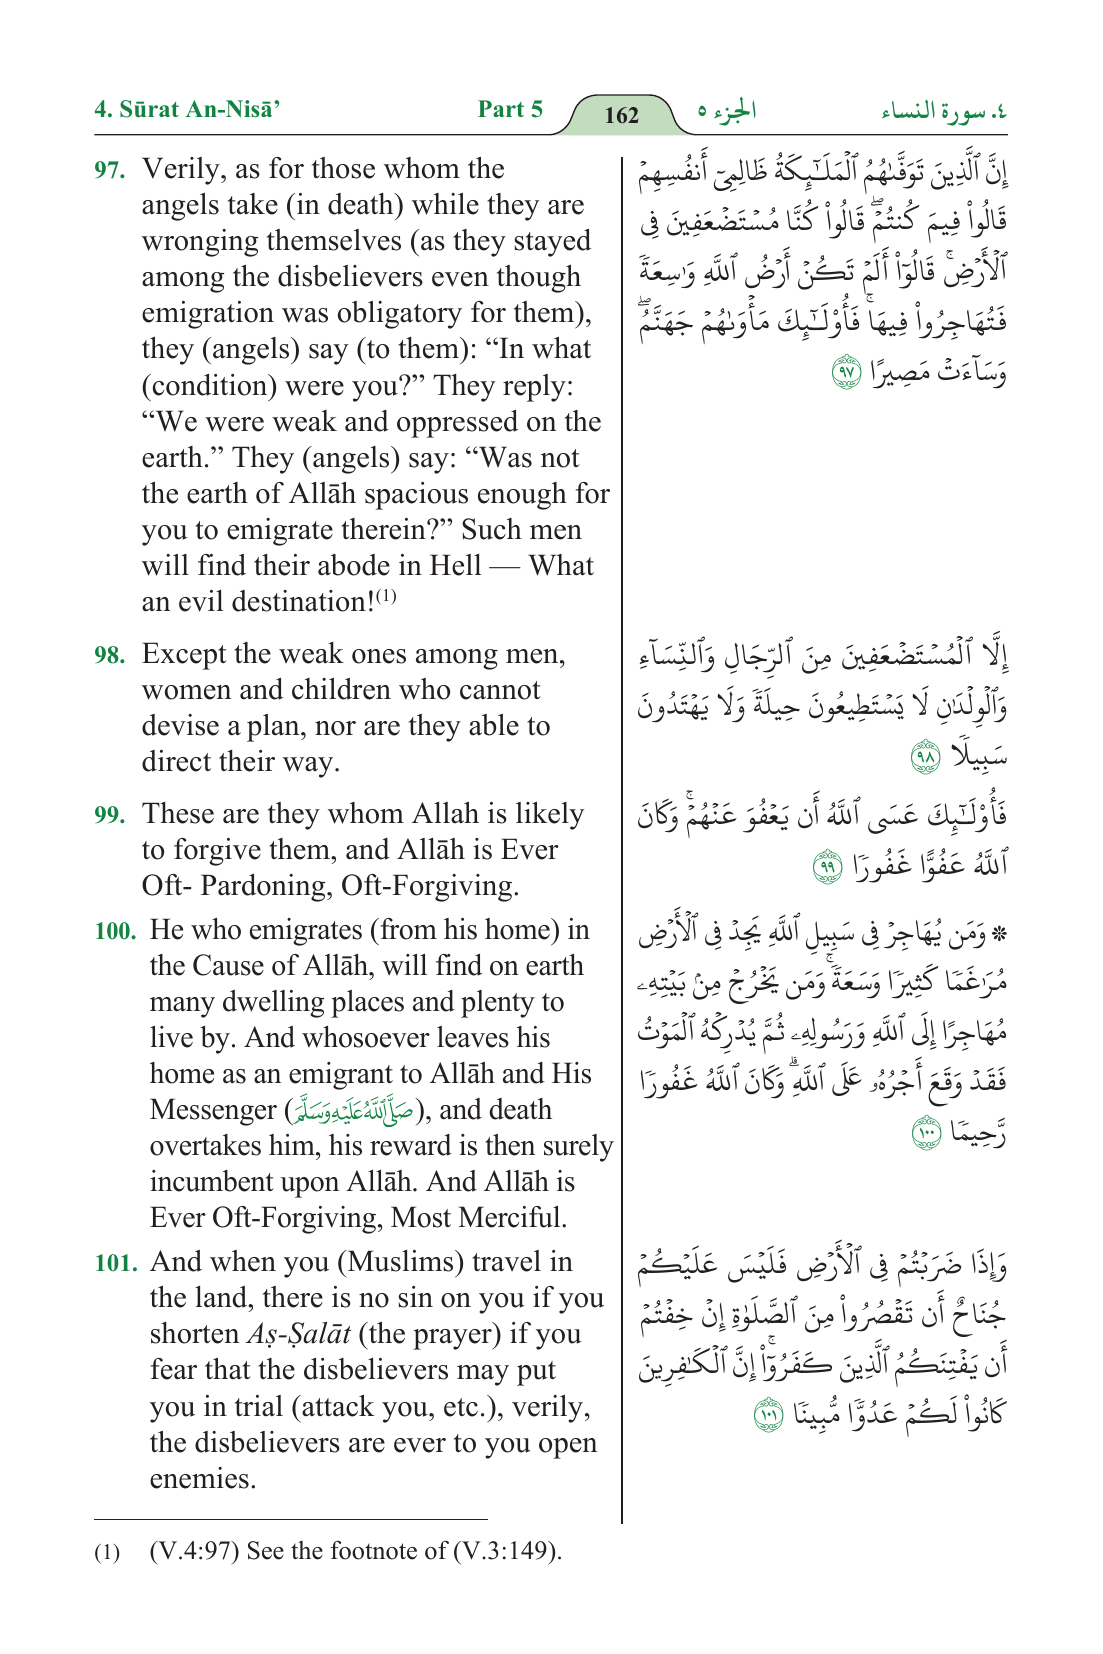 4. Sūrat An-Nisā’ Part 5 162 الجزء ٥ ٤. سورة النساء
97. Verily, as for those whom the
angels take (in death) while they are
wronging themselves (as they stayed
among the disbelievers even though
emigration was obligatory for them),
they (angels) say (to them): “In what
(condition) were you?” They reply:
“We were weak and oppressed on the
earth.” They (angels) say: “Was not
the earth of Allāh spacious enough for
you to emigrate therein?” Such men
will find their abode in Hell — What
an evil destination!(1)
إِنَّ ٱلَّذِينَ تَوَفَّىٰهُمُ ٱلْمَلَـٰٓئِكَةُ ظَالِمِىٓ أَنفُسِهِمْ
قَالُوا۟ فِيمَ كُنتُمْ ۖ قَالُوا۟ كُنَّا مُسْتَضْعَفِينَ فِى
ٱلْأَرْضِ ۚ قَالُوٓا۟ أَلَمْ تَكُنْ أَرْضُ ٱللَّهِ وَٰسِعَةً
فَتُهَاجِرُوا۟ فِيهَا ۚ فَأُو۟لَـٰٓئِكَ مَأْوَىٰهُمْ جَهَنَّمُ ۖ
وَسَآءَتْ مَصِيرًا ٩٧
98. Except the weak ones among men,
women and children who cannot
devise a plan, nor are they able to
direct their way.
إِلَّا ٱلْمُسْتَضْعَفِينَ مِنَ ٱلرِّجَالِ وَٱلنِّسَآءِ
وَٱلْوِلْدَٰنِ لَا يَسْتَطِيعُونَ حِيلَةً وَلَا يَهْتَدُونَ
سَبِيلًا ٩٨
99. These are they whom Allah is likely
to forgive them, and Allāh is Ever
Oft- Pardoning, Oft-Forgiving.
فَأُو۟لَـٰٓئِكَ عَسَى ٱللَّهُ أَن يَعْفُوَ عَنْهُمْ ۚ وَكَانَ
ٱللَّهُ عَفُوًّا غَفُورًا ٩٩
100. He who emigrates (from his home) in
the Cause of Allāh, will find on earth
many dwelling places and plenty to
live by. And whosoever leaves his
home as an emigrant to Allāh and His
Messenger (صَلَّى اللَّهُ عَلَيْهِ وَسَلَّمَ), and death
overtakes him, his reward is then surely
incumbent upon Allāh. And Allāh is
Ever Oft-Forgiving, Most Merciful.
✽ وَمَن يُهَاجِرْ فِى سَبِيلِ ٱللَّهِ يَجِدْ فِى ٱلْأَرْضِ
مُرَٰغَمًا كَثِيرًا وَسَعَةً ۚ وَمَن يَخْرُجْ مِنۢ بَيْتِهِۦ
مُهَاجِرًا إِلَى ٱللَّهِ وَرَسُولِهِۦ ثُمَّ يُدْرِكْهُ ٱلْمَوْتُ
فَقَدْ وَقَعَ أَجْرُهُۥ عَلَى ٱللَّهِ ۗ وَكَانَ ٱللَّهُ غَفُورًا
رَّحِيمًا ١٠٠
101. And when you (Muslims) travel in
the land, there is no sin on you if you
shorten Aṣ-Ṣalāt (the prayer) if you
fear that the disbelievers may put
you in trial (attack you, etc.), verily,
the disbelievers are ever to you open
enemies.
وَإِذَا ضَرَبْتُمْ فِى ٱلْأَرْضِ فَلَيْسَ عَلَيْكُمْ
جُنَاحٌ أَن تَقْصُرُوا۟ مِنَ ٱلصَّلَوٰةِ إِنْ خِفْتُمْ
أَن يَفْتِنَكُمُ ٱلَّذِينَ كَفَرُوٓا۟ ۚ إِنَّ ٱلْكَـٰفِرِينَ
كَانُوا۟ لَكُمْ عَدُوًّا مُّبِينًا ١٠١
(1) (V.4:97) See the footnote of (V.3:149).